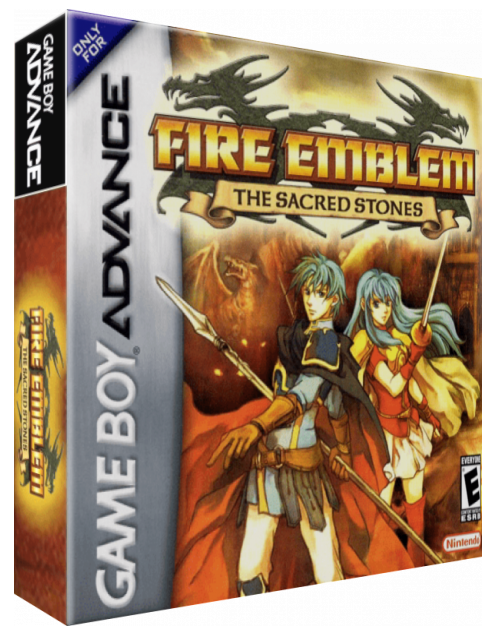 GAME BOY
ADVANCE
FIRE EMBLEM
THE SACRED STONES
ONLY
FOR
GAME BOY ADVANCE
FIRE EMBLEM
THE SACRED STONES
EVERYONE
E
ESRB
Nintendo